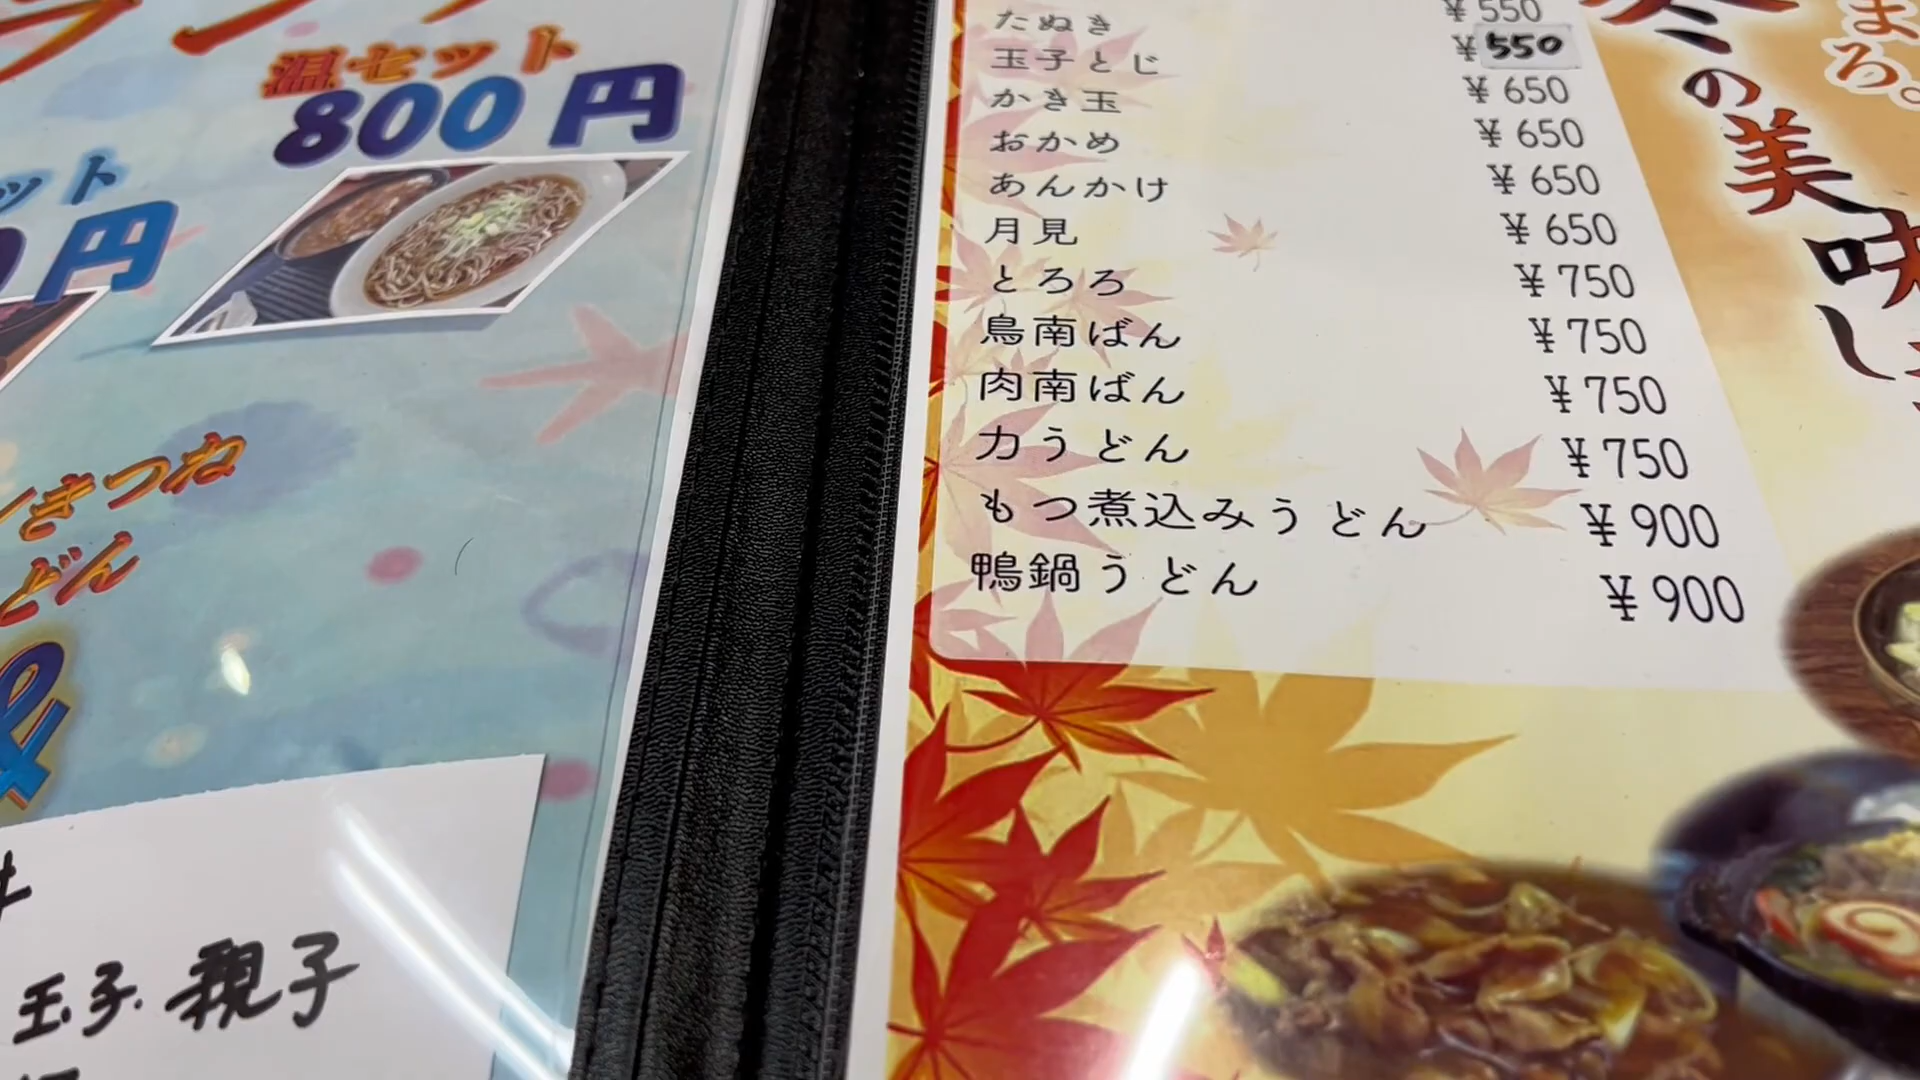 温セット
800円
ット
円
きつね
どん
玉子.親子
たぬき ¥550
玉子とじ ¥550
かき玉 ¥650
おかめ ¥650
あんかけ ¥650
月見 ¥650
とろろ ¥750
鳥南ばん ¥750
肉南ばん ¥750
力うどん ¥750
もつ煮込みうどん ¥900
鴨鍋うどん ¥900
まろ。
冬の美味し